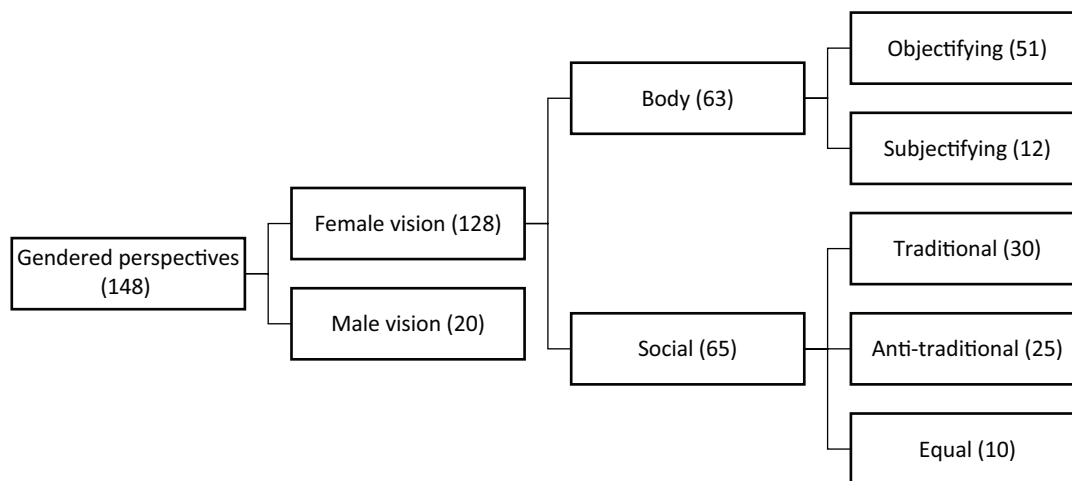 Gendered perspectives
(148)
Female vision (128)
Male vision (20)
Body (63)
Social (65)
Objectifying (51)
Subjectifying (12)
Traditional (30)
Anti-traditional (25)
Equal (10)